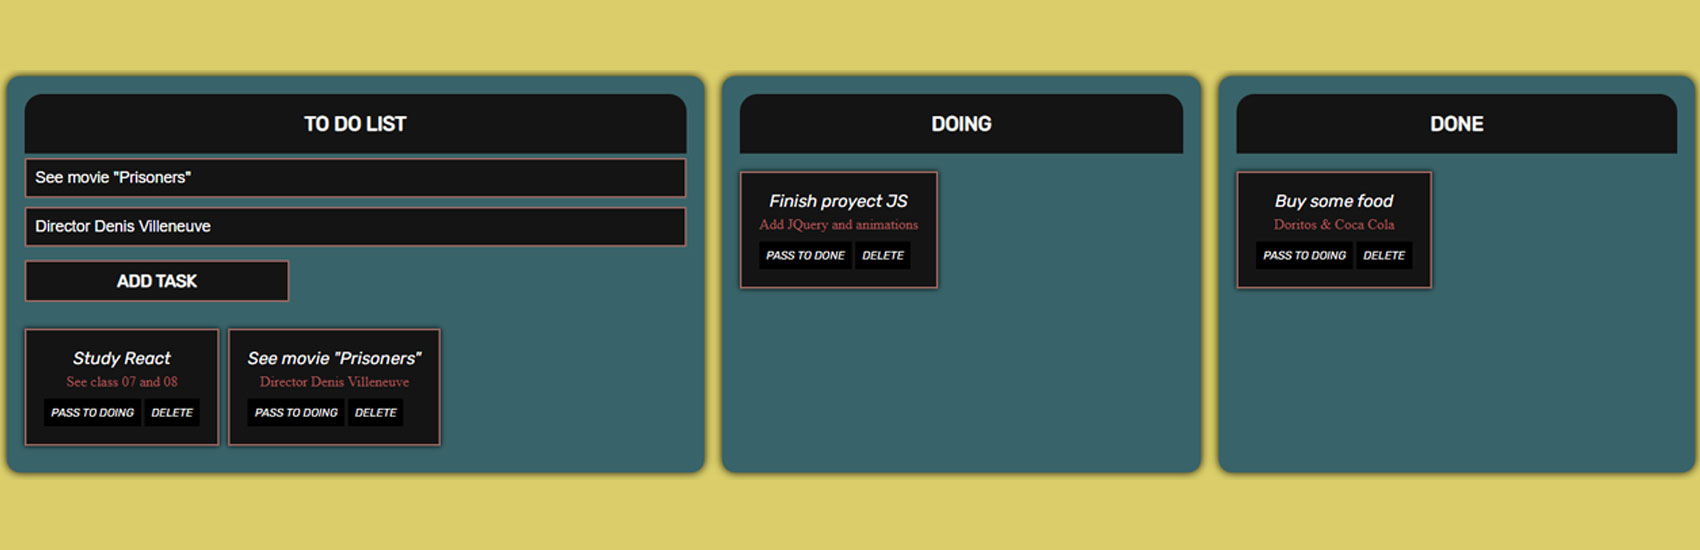 TO DO LIST
See movie "Prisoners"
Director Denis Villeneuve
ADD TASK
Study React
See class 07 and 08
PASS TO DOING DELETE
See movie "Prisoners"
Director Denis Villeneuve
PASS TO DOING DELETE
DOING
Finish proyect JS
Add JQuery and animations
PASS TO DONE DELETE
DONE
Buy some food
Doritos & Coca Cola
PASS TO DOING DELETE